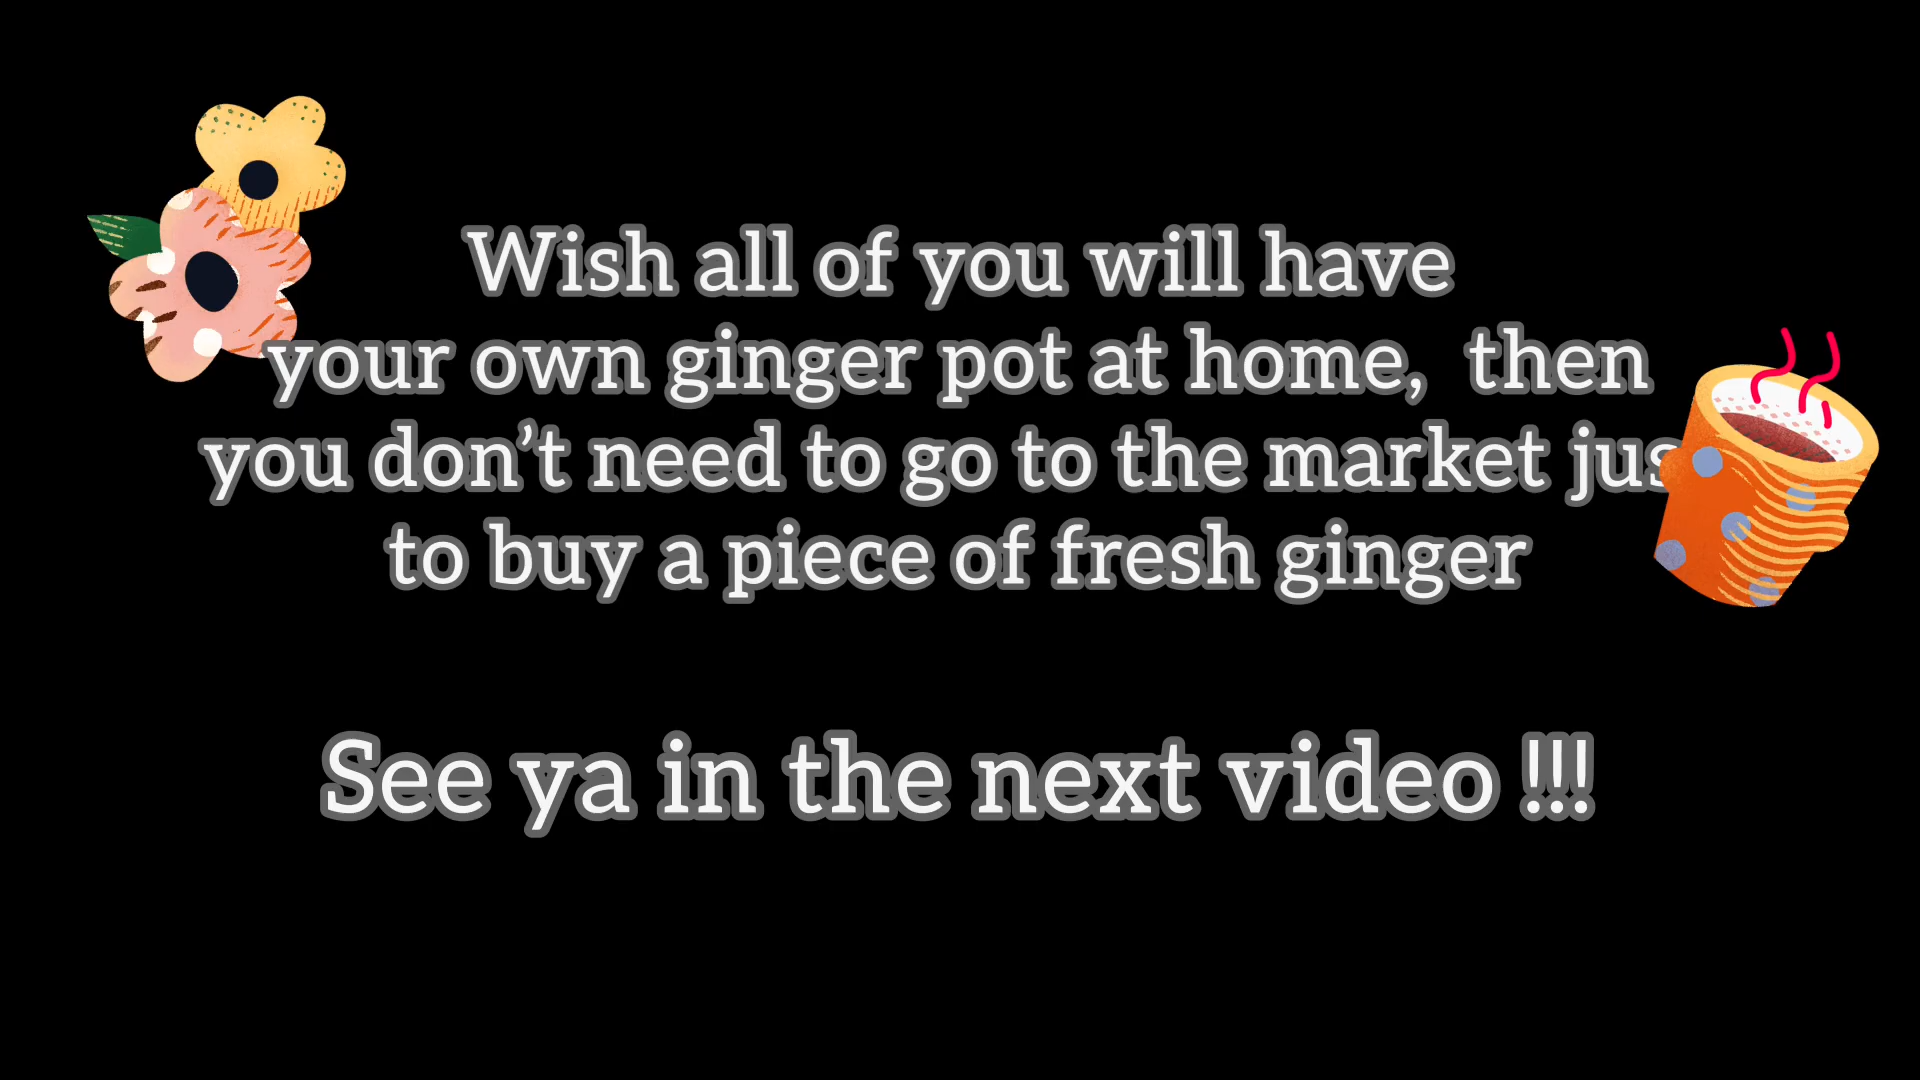 Wish all of you will have
your own ginger pot at home, then
you don’t need to go to the market jus
to buy a piece of fresh ginger
See ya in the next video !!!